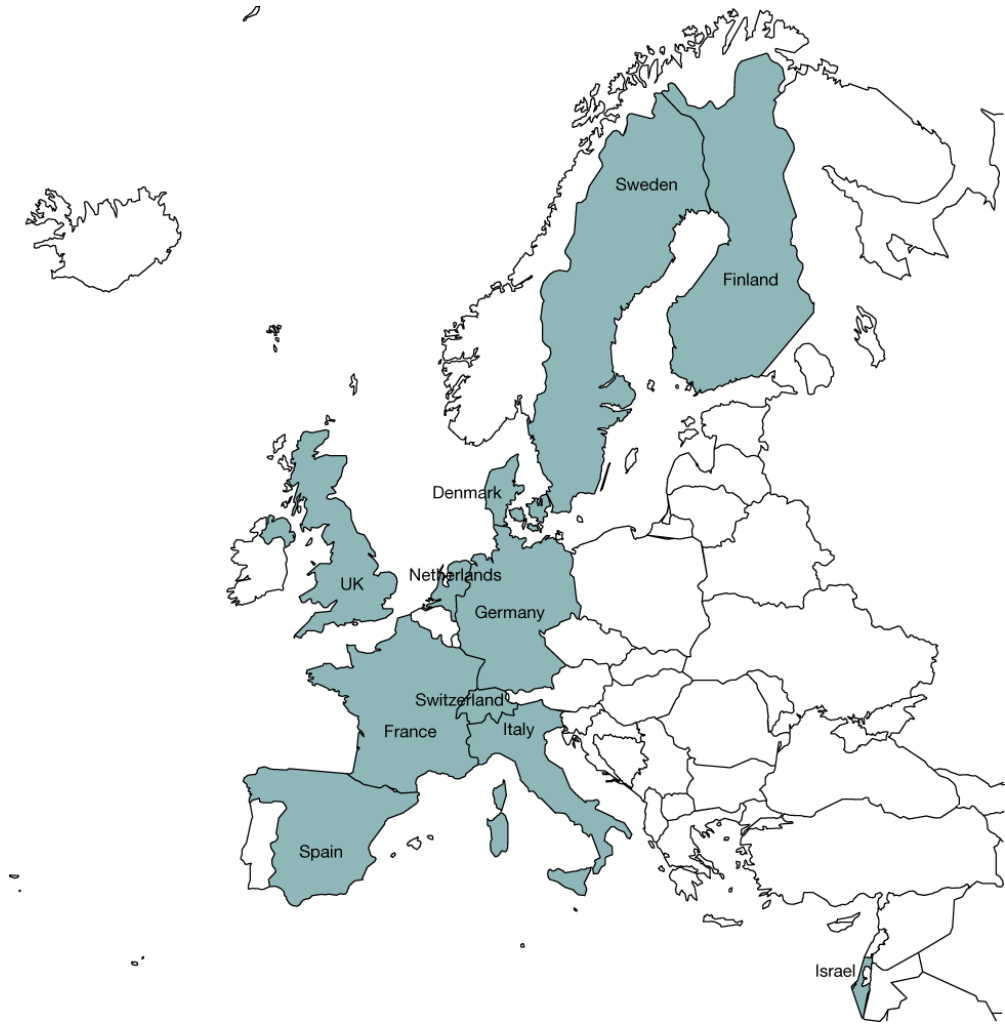 Sweden
Finland
Denmark
Netherlands
UK
Germany
Switzerland
France
Italy
Spain
Israel